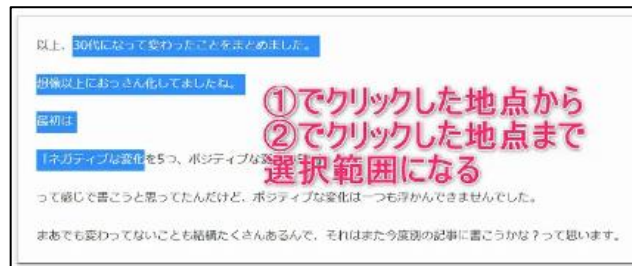 以上、30代になって変わったことをまとめました。
想像以上におっさん化してましたね。
最初は
「ネガティブな変化を5つ、ポジティブな変
①でクリックした地点から
②でクリックした地点まで
選択範囲になる
って感じで書こうと思ってたんだけど、ポジティブな変化は一つも浮かんできませんでした。
まあでも変わってないことも結構たくさんあるんで、それはまた今度別の記事に書こうかな？って思います。